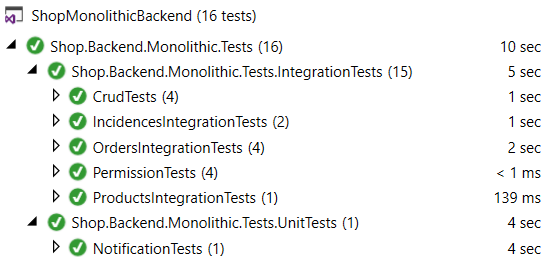 ShopMonolithicBackend (16 tests)
Shop.Backend.Monolithic.Tests (16) 10 sec
Shop.Backend.Monolithic.Tests.IntegrationTests (15) 5 sec
CrudTests (4) 1 sec
IncidencesIntegrationTests (2) 1 sec
OrdersIntegrationTests (4) 2 sec
PermissionTests (4) < 1 ms
ProductsIntegrationTests (1) 139 ms
Shop.Backend.Monolithic.Tests.UnitTests (1) 4 sec
NotificationTests (1) 4 sec